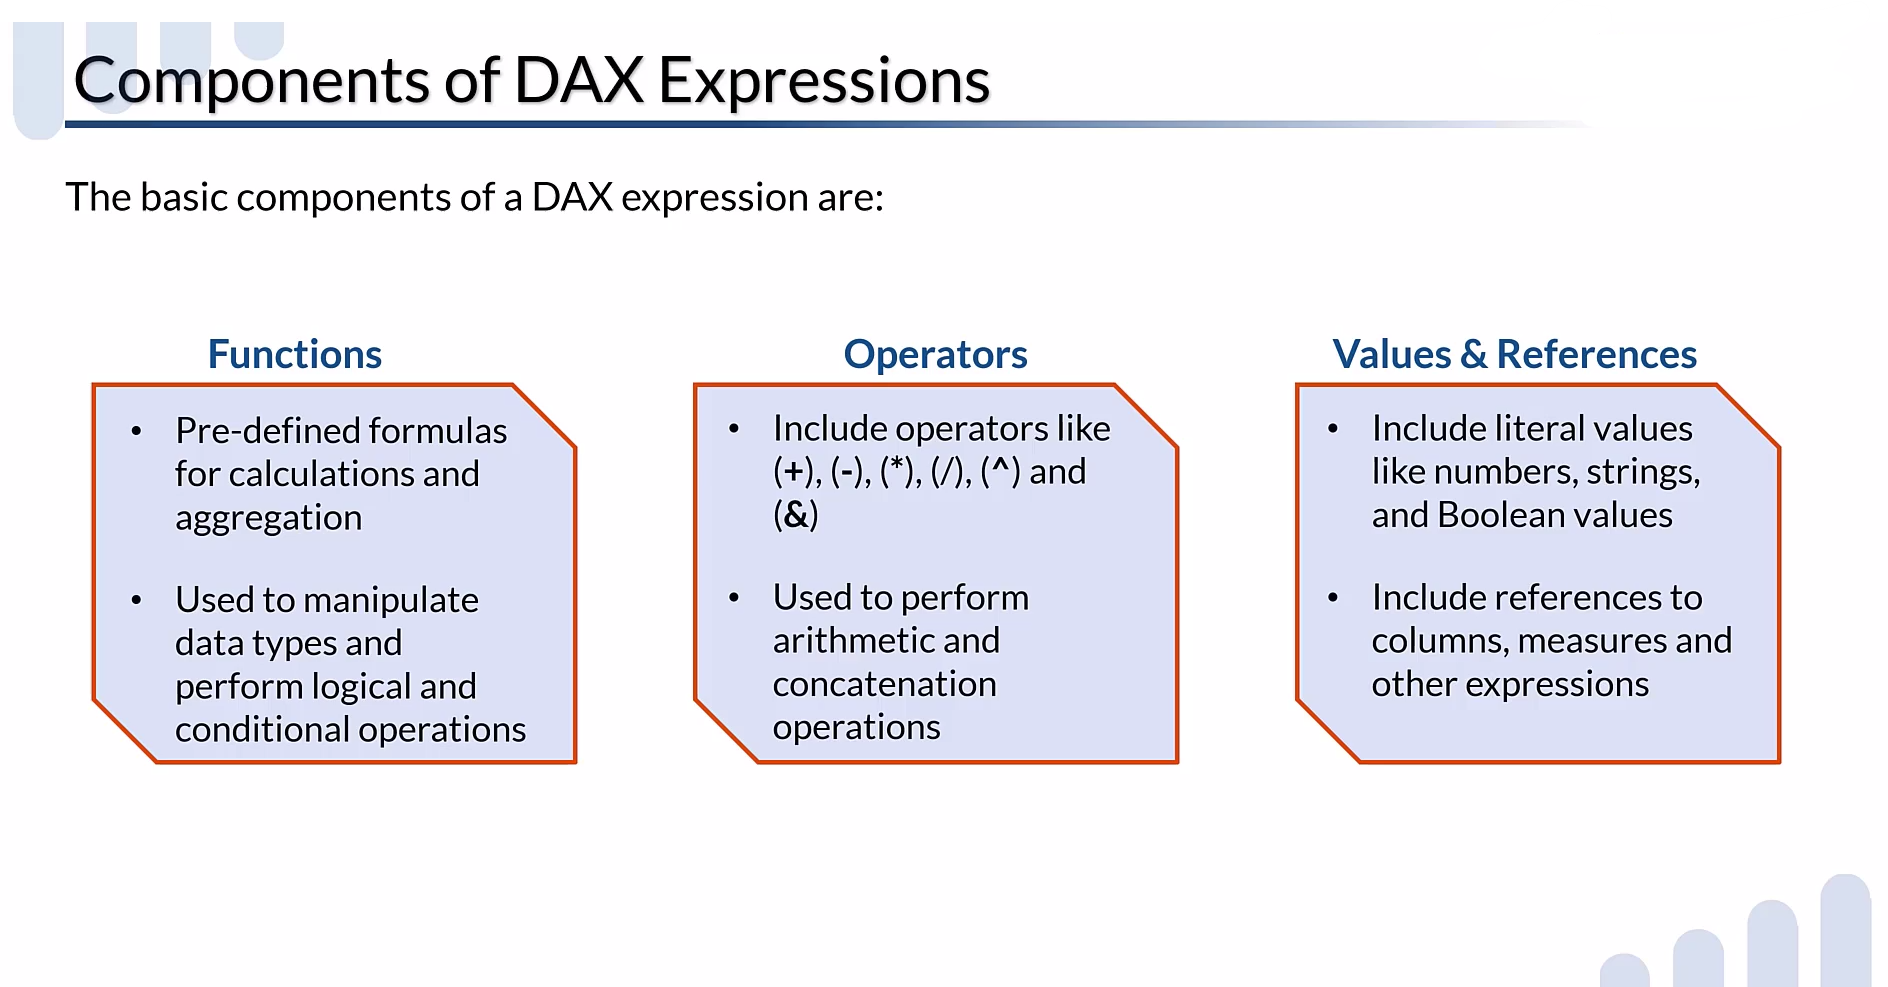 Components of DAX Expressions
The basic components of a DAX expression are:
Functions
• Pre-defined formulas
for calculations and
aggregation
• Used to manipulate
data types and
perform logical and
conditional operations
Operators
• Include operators like
(+), (-), (*), (/), (^) and
(&)
• Used to perform
arithmetic and
concatenation
operations
Values & References
• Include literal values
like numbers, strings,
and Boolean values
• Include references to
columns, measures and
other expressions